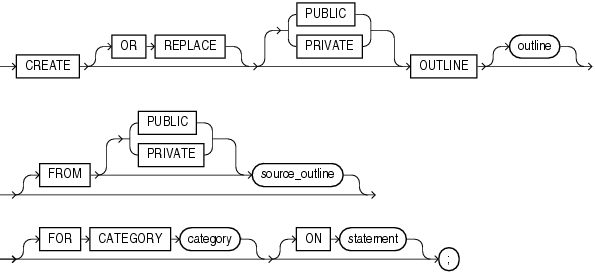 PUBLIC
OR REPLACE PRIVATE outline
CREATE OUTLINE
PUBLIC
PRIVATE
FROM source_outline
FOR CATEGORY category ON statement ;